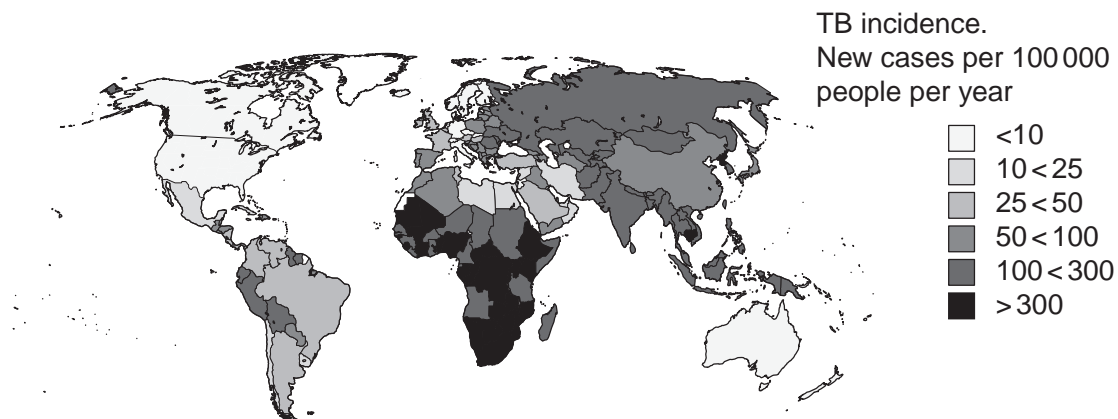 TB incidence.
New cases per 100 000
people per year
<10
10 < 25
25 < 50
50 < 100
100 < 300
> 300